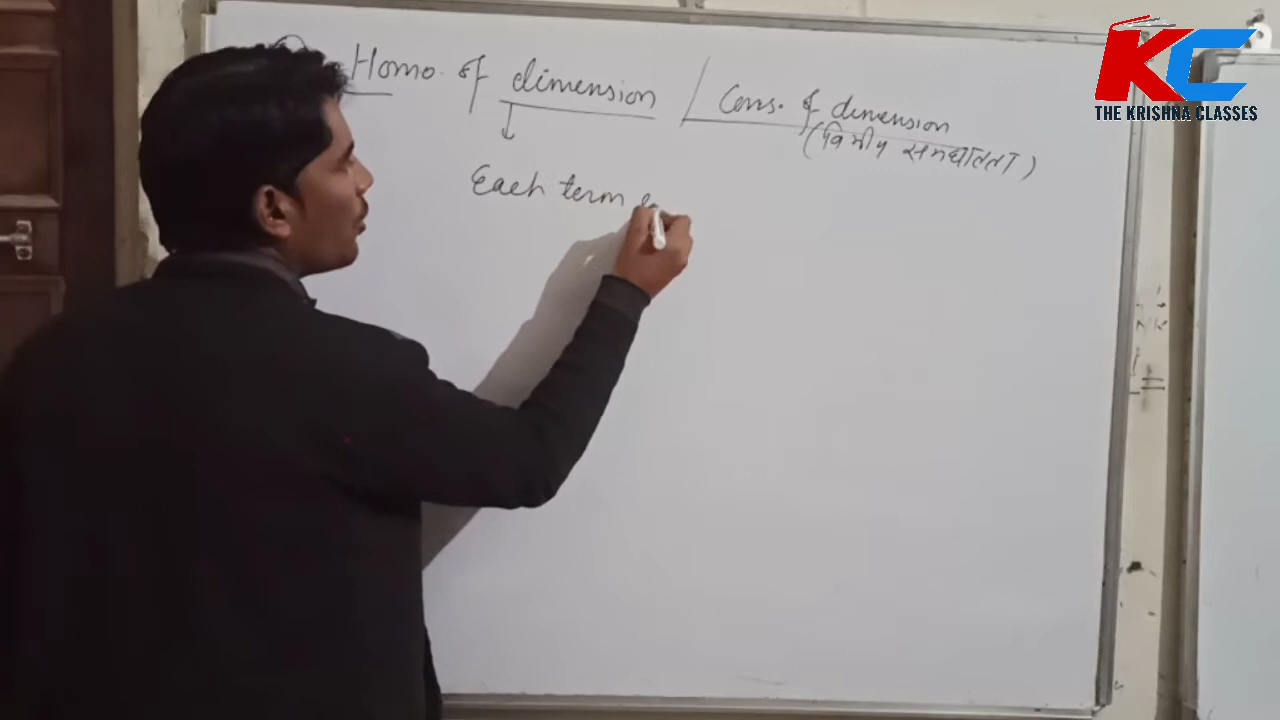 Homo. of dimension / Cons. of dimension
(विमीय समघातता)
Each term
KC
THE KRISHNA CLASSES